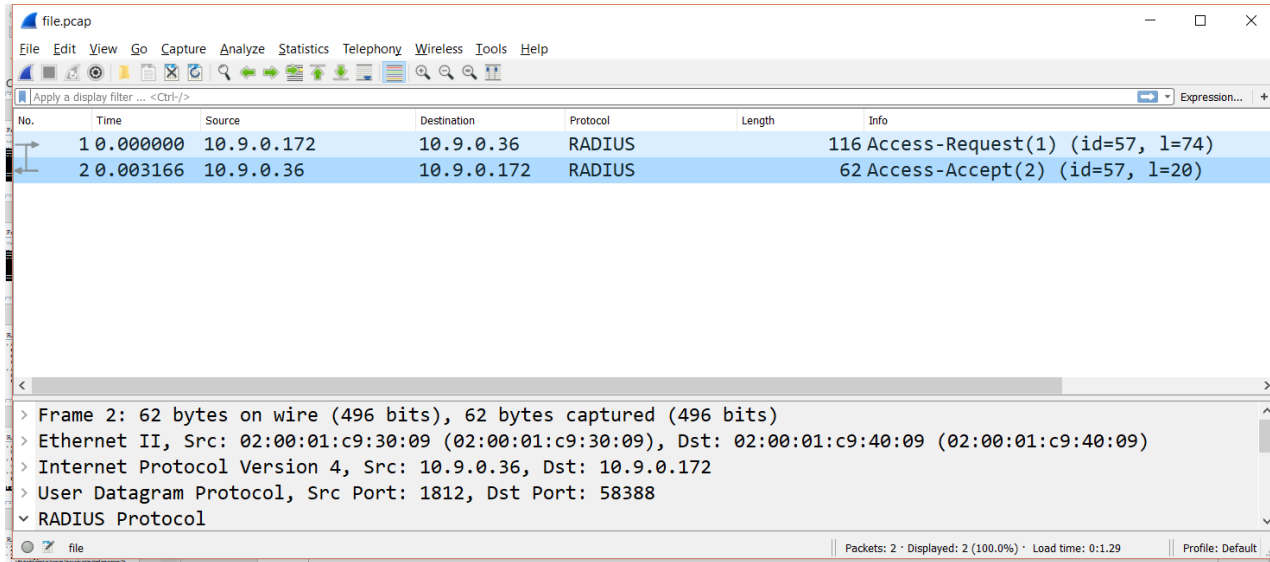 file.pcap
File Edit View Go Capture Analyze Statistics Telephony Wireless Tools Help
Apply a display filter ... <Ctrl-/> Expression... +
No. Time Source Destination Protocol Length Info
1 0.000000 10.9.0.172 10.9.0.36 RADIUS 116 Access-Request(1) (id=57, l=74)
2 0.003166 10.9.0.36 10.9.0.172 RADIUS 62 Access-Accept(2) (id=57, l=20)
Frame 2: 62 bytes on wire (496 bits), 62 bytes captured (496 bits)
Ethernet II, Src: 02:00:01:c9:30:09 (02:00:01:c9:30:09), Dst: 02:00:01:c9:40:09 (02:00:01:c9:40:09)
Internet Protocol Version 4, Src: 10.9.0.36, Dst: 10.9.0.172
User Datagram Protocol, Src Port: 1812, Dst Port: 58388
RADIUS Protocol
file Packets: 2 · Displayed: 2 (100.0%) · Load time: 0:1.29 Profile: Default